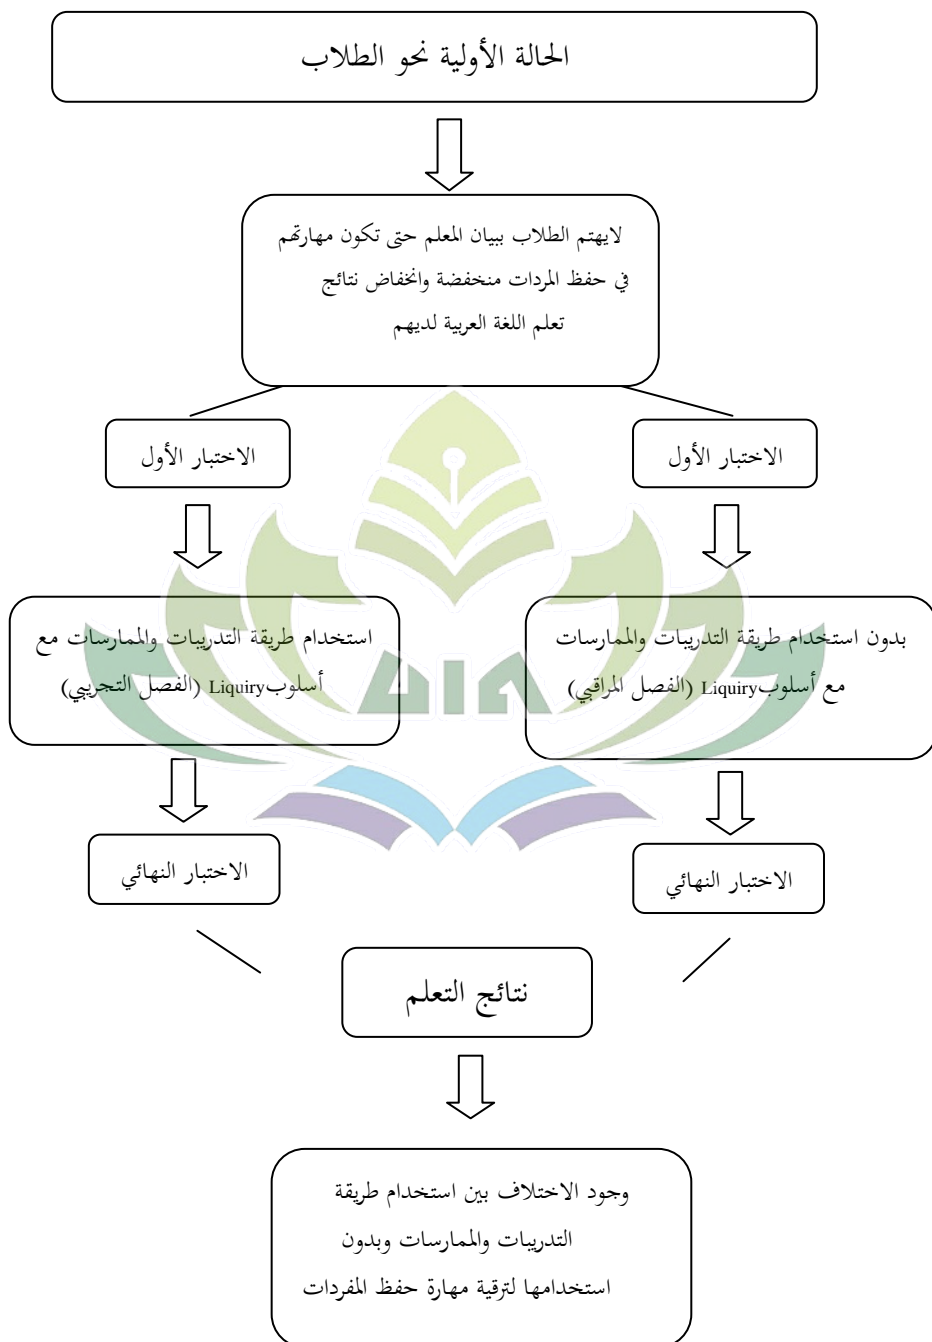 الحالة الأولية نحو الطلاب
لايهتم الطلاب ببيان المعلم حتى تكون مهارتهم
في حفظ المردات منخفضة وانخفاض نتائج
تعلم اللغة العربية لديهم
الاختبار الأول
الاختبار الأول
بدون استخدام طريقة التدريبات والممارسات
مع أسلوبLiquiry (الفصل المراقبي)
استخدام طريقة التدريبات والممارسات مع
أسلوبLiquiry (الفصل التجريبي)
الاختبار النهائي
الاختبار النهائي
نتائج التعلم
وجود الاختلاف بين استخدام طريقة
التدريبات والممارسات وبدون
استخدامها لترقية مهارة حفظ المفردات
UIN